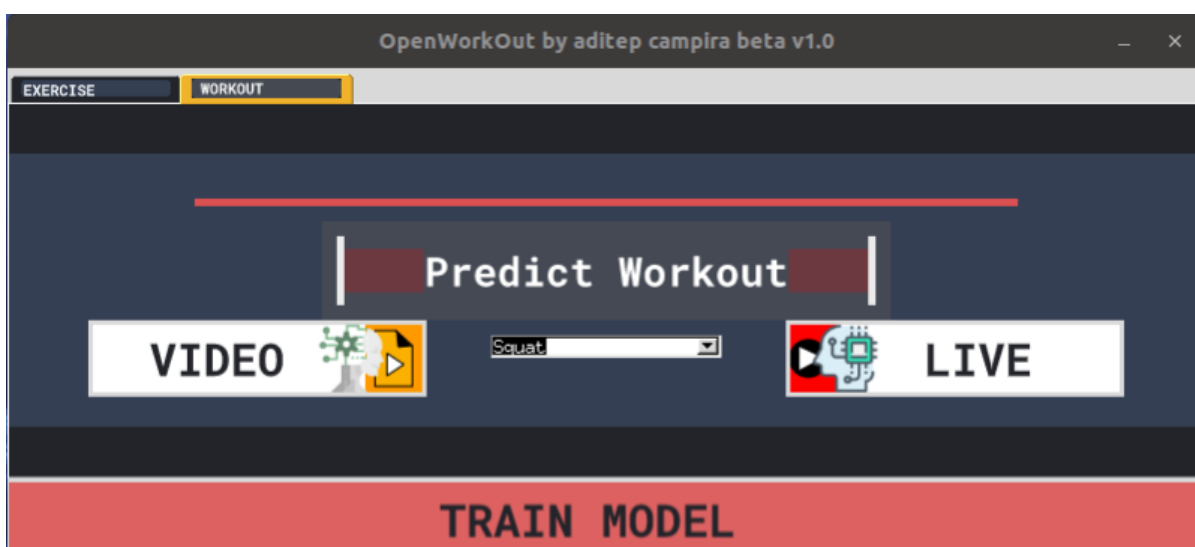 OpenWorkOut by aditep campira beta v1.0
EXERCISE WORKOUT
Predict Workout
VIDEO Squat LIVE
TRAIN MODEL